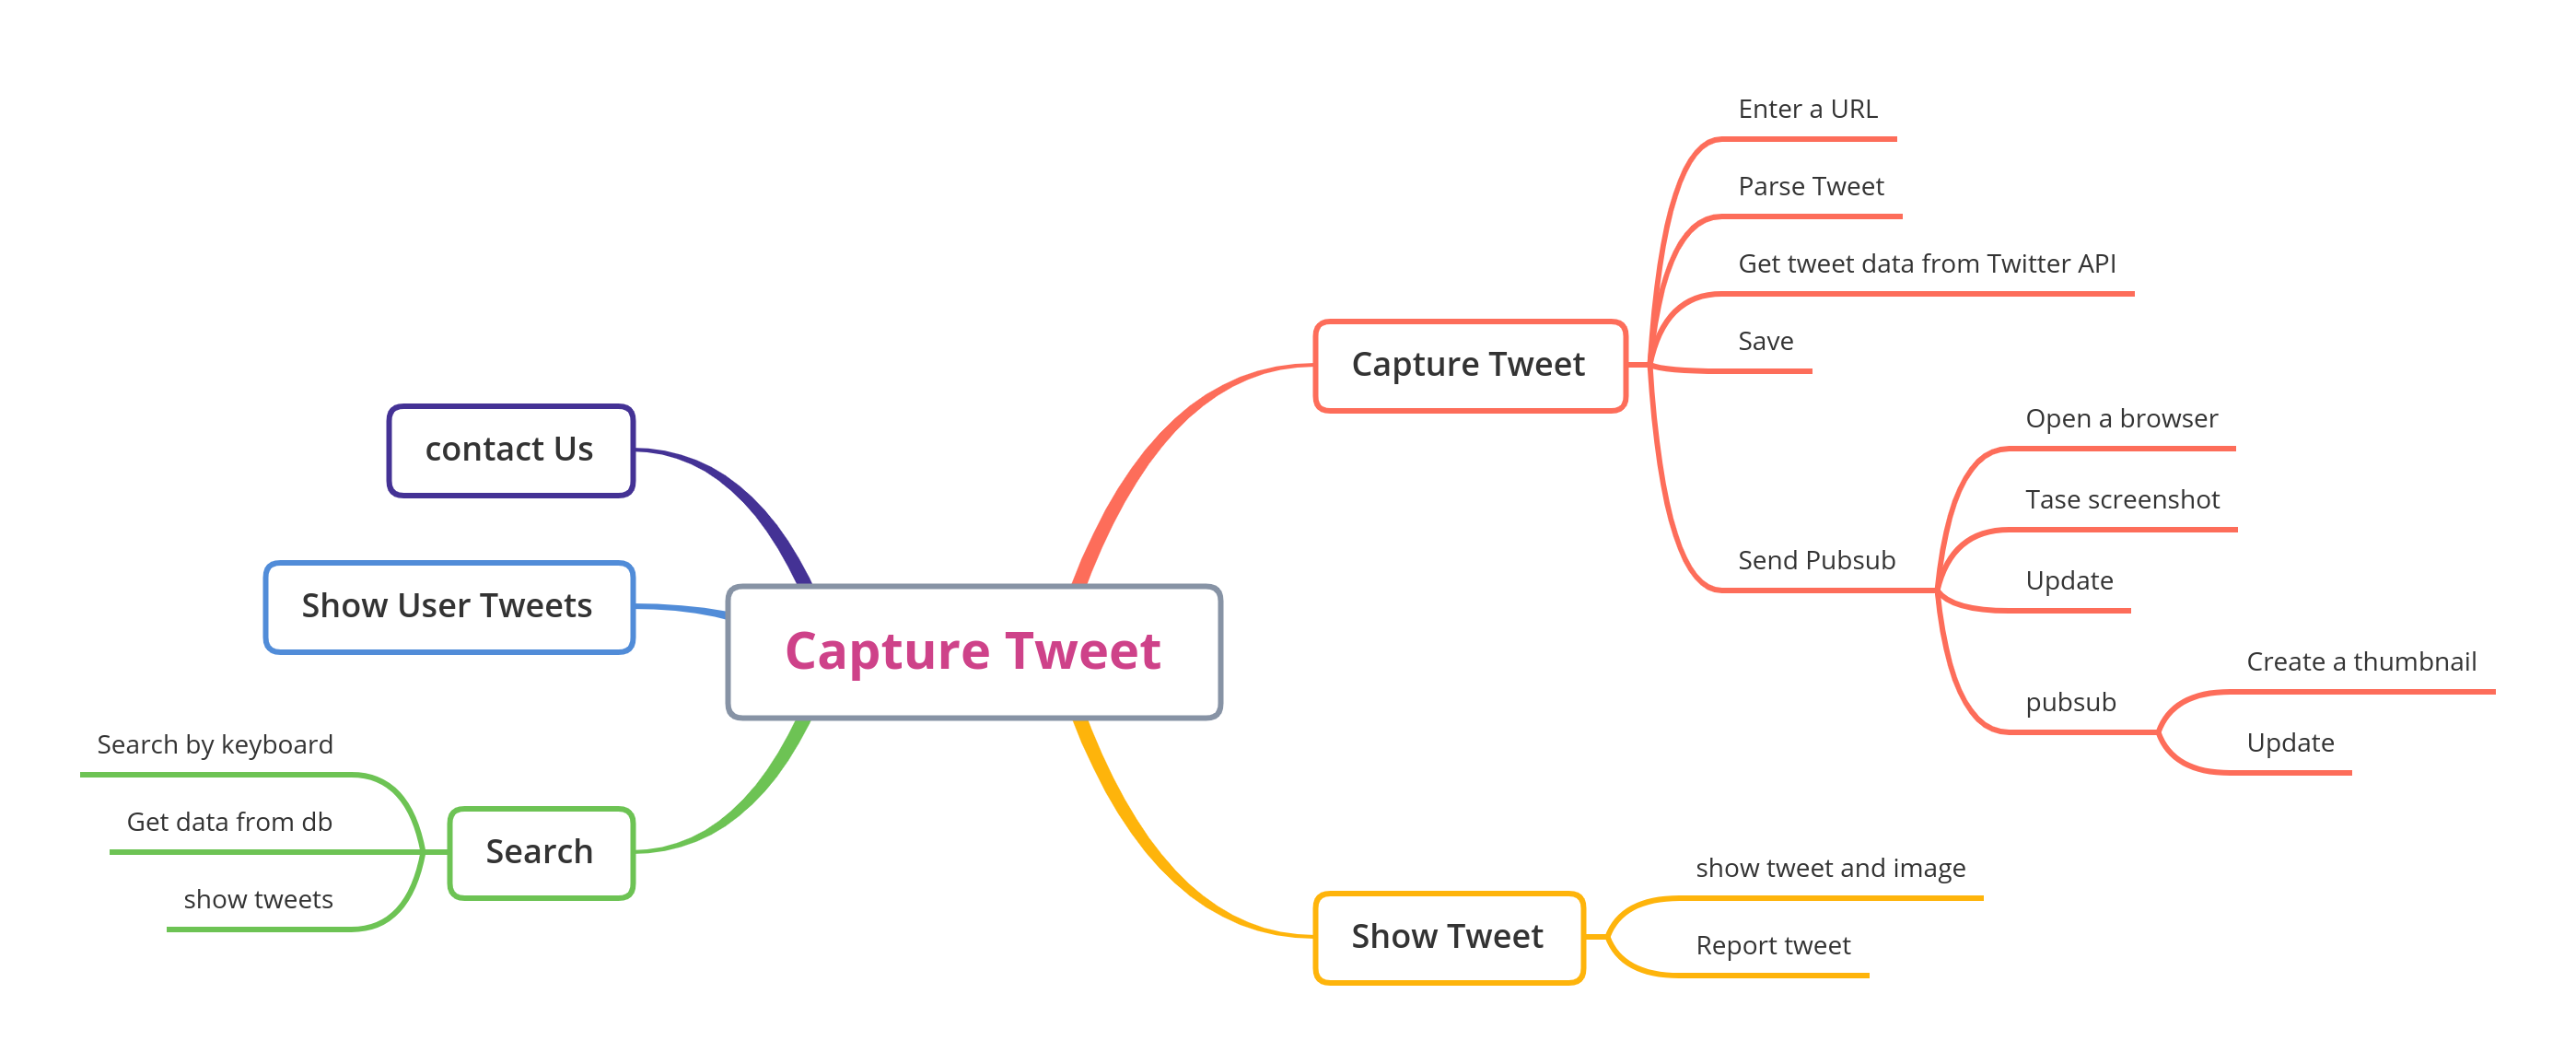 Capture Tweet
Capture Tweet
Enter a URL
Parse Tweet
Get tweet data from Twitter API
Save
Send Pubsub
Open a browser
Tase screenshot
Update
pubsub
Create a thumbnail
Update
Show Tweet
show tweet and image
Report tweet
contact Us
Show User Tweets
Search
Search by keyboard
Get data from db
show tweets